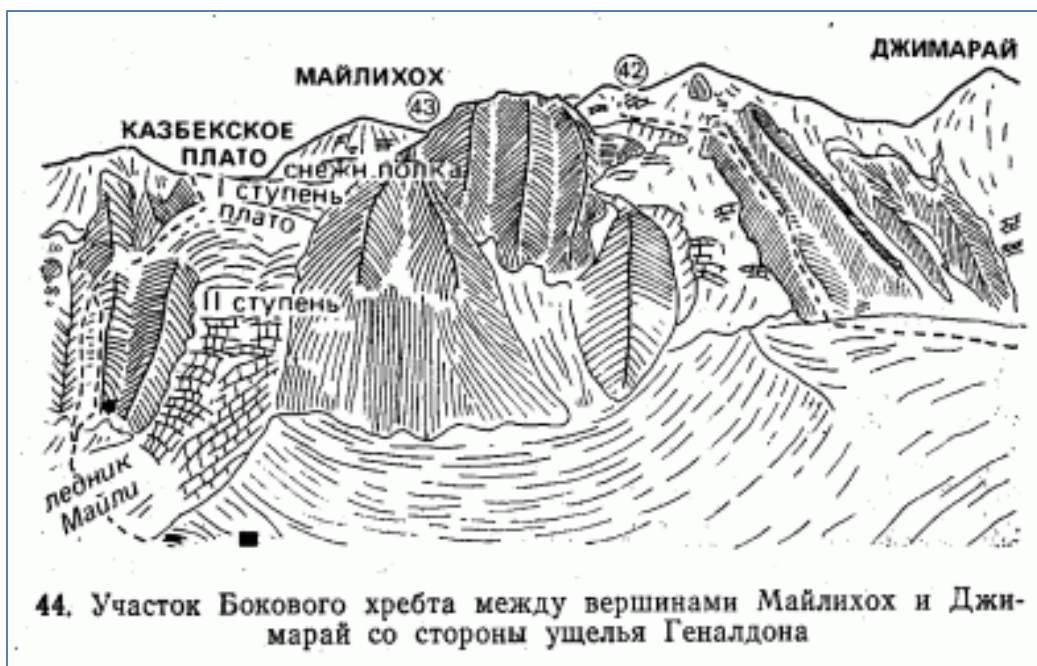 ДЖИМАРАЙ
42
МАЙЛИХОХ
43
КАЗБЕКСКОЕ
ПЛАТО
снежн. полка
I ступень
плато
II ступень
ледник
Майли
44. Участок Бокового хребта между вершинами Майлихох и Джи-
марай со стороны ущелья Геналдона